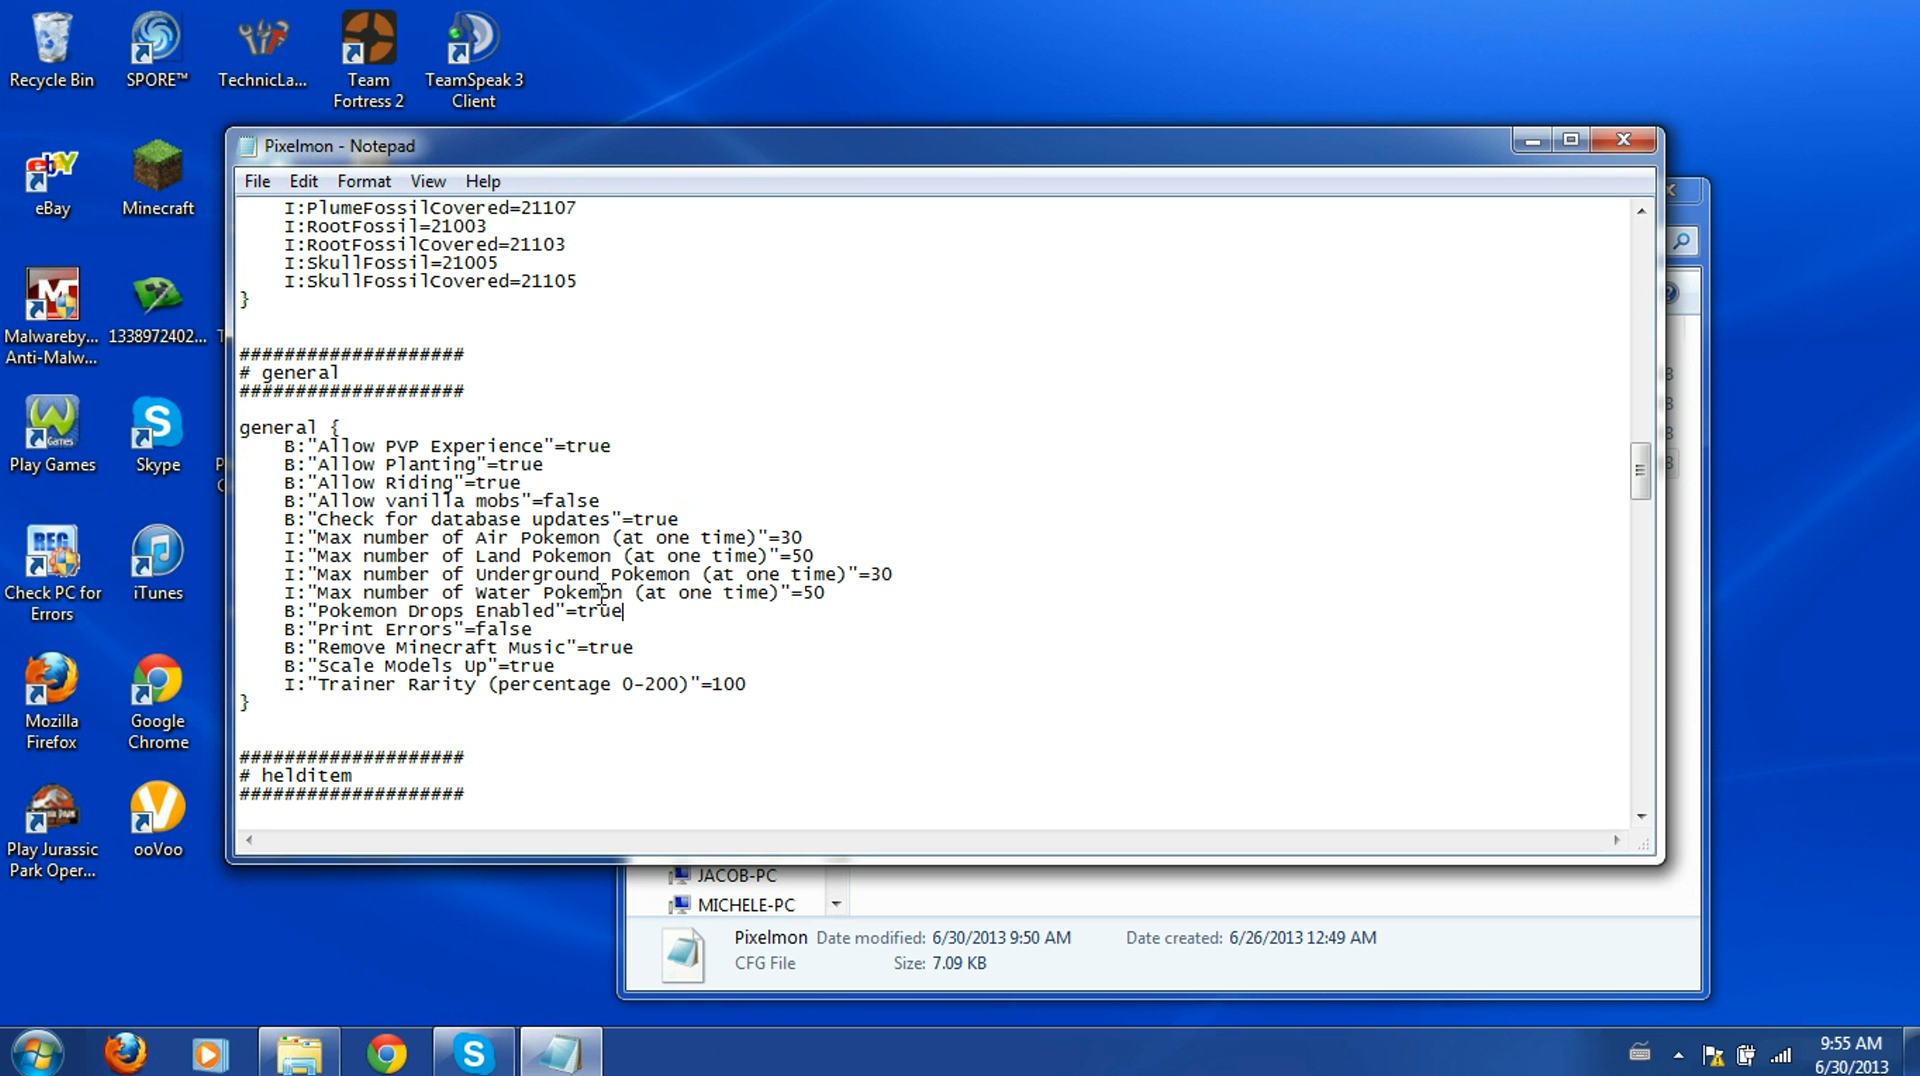 Recycle Bin
SPORE™
TechnicLa...
Team
Fortress 2
TeamSpeak 3
Client
eBay
Minecraft
Malwareby...
Anti-Malw...
1338972402...
Play Games
Skype
Check PC for
Errors
iTunes
Mozilla
Firefox
Google
Chrome
Play Jurassic
Park Oper...
ooVoo
Pixelmon - Notepad
File Edit Format View Help
I:PlumeFossilCovered=21107
I:RootFossil=21003
I:RootFossilCovered=21103
I:SkullFossil=21005
I:SkullFossilCovered=21105
}
####################
# general
####################
general {
B:"Allow PVP Experience"=true
B:"Allow Planting"=true
B:"Allow Riding"=true
B:"Allow vanilla mobs"=false
B:"Check for database updates"=true
I:"Max number of Air Pokemon (at one time)"=30
I:"Max number of Land Pokemon (at one time)"=50
I:"Max number of Underground Pokemon (at one time)"=30
I:"Max number of Water Pokemon (at one time)"=50
B:"Pokemon Drops Enabled"=true
B:"Print Errors"=false
B:"Remove Minecraft Music"=true
B:"Scale Models Up"=true
I:"Trainer Rarity (percentage 0-200)"=100
}
####################
# helditem
####################
JACOB-PC
MICHELE-PC
Pixelmon Date modified: 6/30/2013 9:50 AM Date created: 6/26/2013 12:49 AM
CFG File Size: 7.09 KB
9:55 AM
6/30/2013